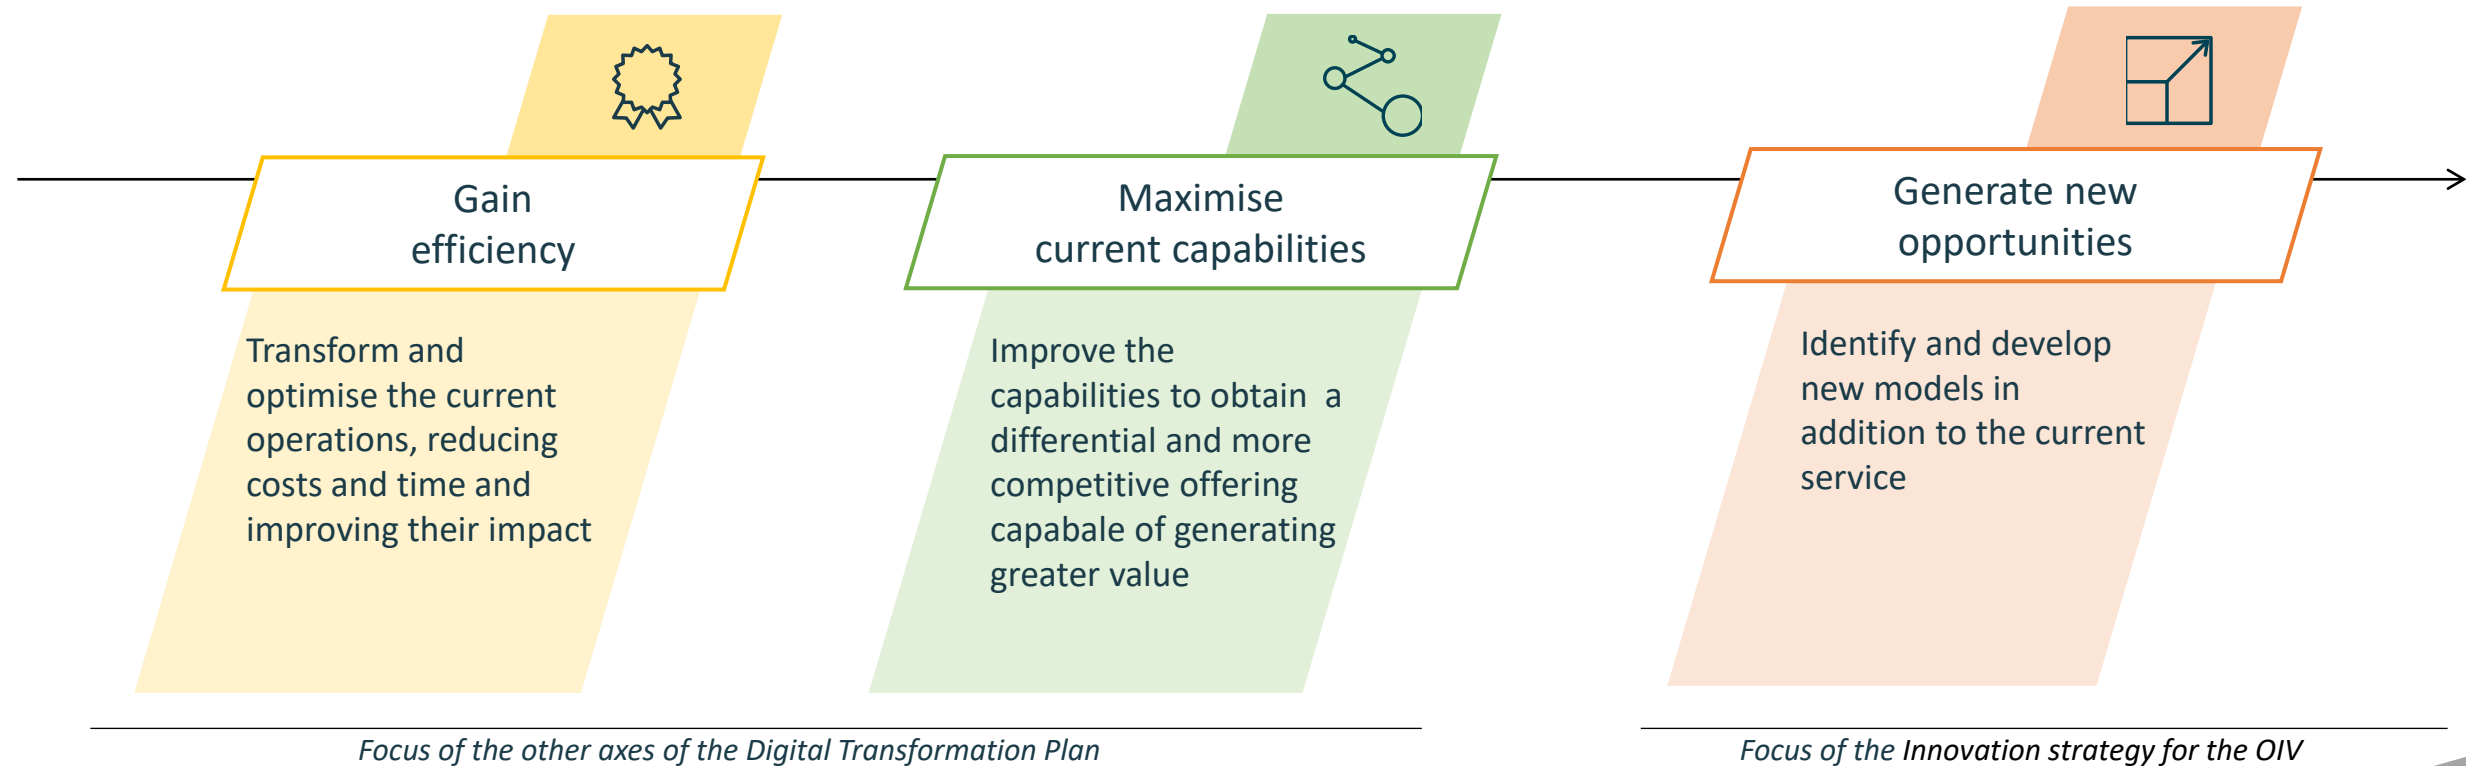 Gain
efficiency
Transform and
optimise the current
operations, reducing
costs and time and
improving their impact
Maximise
current capabilities
Improve the
capabilities to obtain  a
differential and more
competitive offering
capabale of generating
greater value
Generate new
opportunities
Identify and develop
new models in
addition to the current
service
Focus of the other axes of the Digital Transformation Plan
Focus of the Innovation strategy for the OIV